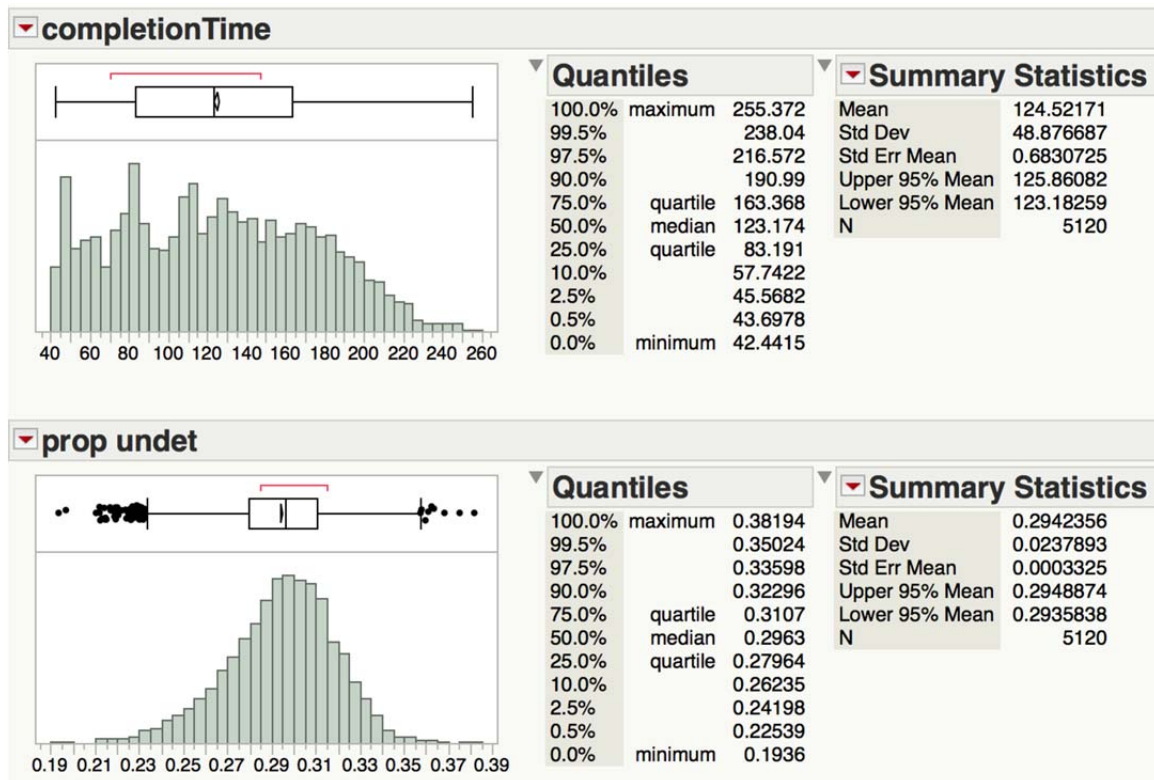 completionTime
Quantiles
100.0% maximum 255.372
99.5% 238.04
97.5% 216.572
90.0% 190.99
75.0% quartile 163.368
50.0% median 123.174
25.0% quartile 83.191
10.0% 57.7422
2.5% 45.5682
0.5% 43.6978
0.0% minimum 42.4415
Summary Statistics
Mean 124.52171
Std Dev 48.876687
Std Err Mean 0.6830725
Upper 95% Mean 125.86082
Lower 95% Mean 123.18259
N 5120
40 60 80 100 120 140 160 180 200 220 240 260
prop undet
Quantiles
100.0% maximum 0.38194
99.5% 0.35024
97.5% 0.33598
90.0% 0.32296
75.0% quartile 0.3107
50.0% median 0.2963
25.0% quartile 0.27964
10.0% 0.26235
2.5% 0.24198
0.5% 0.22539
0.0% minimum 0.1936
Summary Statistics
Mean 0.2942356
Std Dev 0.0237893
Std Err Mean 0.0003325
Upper 95% Mean 0.2948874
Lower 95% Mean 0.2935838
N 5120
0.19 0.21 0.23 0.25 0.27 0.29 0.31 0.33 0.35 0.37 0.39